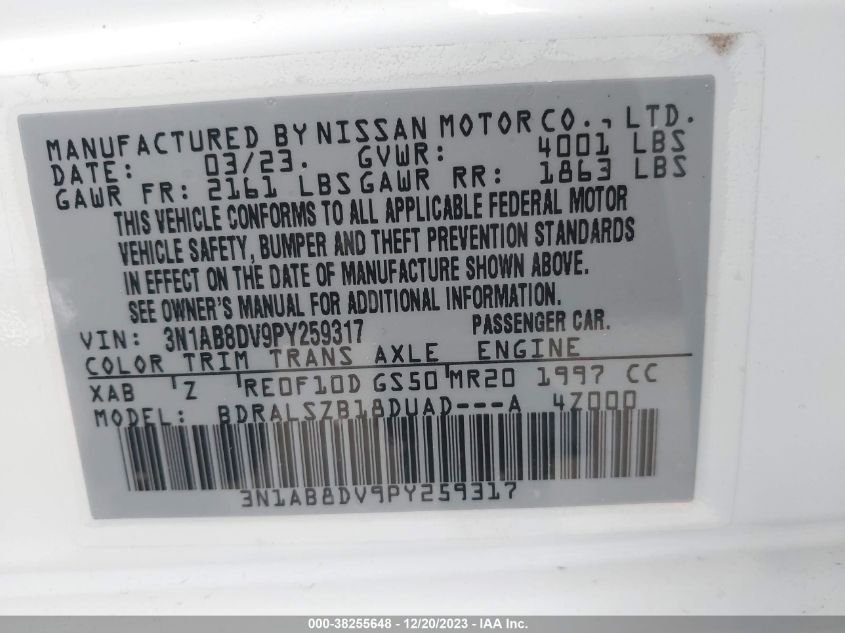 MANUFACTURED BY NISSAN MOTOR CO., LTD.
DATE: 03/23. GVWR: 4001 LBS
GAWR FR: 2161 LBS GAWR RR: 1863 LBS
THIS VEHICLE CONFORMS TO ALL APPLICABLE FEDERAL MOTOR
VEHICLE SAFETY, BUMPER AND THEFT PREVENTION STANDARDS
IN EFFECT ON THE DATE OF MANUFACTURE SHOWN ABOVE.
SEE OWNER'S MANUAL FOR ADDITIONAL INFORMATION.
VIN: 3N1AB8DV9PY259317 PASSENGER CAR.
COLOR TRIM TRANS AXLE ENGINE
XAB Z RE0F10D GS50 MR20 1997 CC
MODEL: BDRALSZB18DUAD---A 4Z000
3N1AB8DV9PY259317
000-38255648 - 12/20/2023 - IAA Inc.